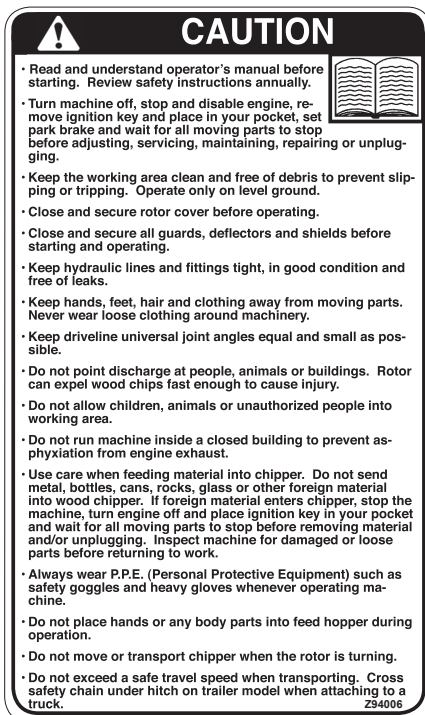 CAUTION
• Read and understand operator's manual before
starting. Review safety instructions annually.
• Turn machine off, stop and disable engine, re-
move ignition key and place in your pocket, set
park brake and wait for all moving parts to stop
before adjusting, servicing, maintaining, repairing or unplug-
ging.
• Keep the working area clean and free of debris to prevent slip-
ping or tripping. Operate only on level ground.
• Close and secure rotor cover before operating.
• Close and secure all guards, deflectors and shields before
starting and operating.
• Keep hydraulic lines and fittings tight, in good condition and
free of leaks.
• Keep hands, feet, hair and clothing away from moving parts.
Never wear loose clothing around machinery.
• Keep driveline universal joint angles equal and small as pos-
sible.
• Do not point discharge at people, animals or buildings. Rotor
can expel wood chips fast enough to cause injury.
• Do not allow children, animals or unauthorized people into
working area.
• Do not run machine inside a closed building to prevent as-
phyxiation from engine exhaust.
• Use care when feeding material into chipper. Do not send
metal, bottles, cans, rocks, glass or other foreign material
into wood chipper. If foreign material enters chipper, stop the
machine, turn engine off and place ignition key in your pocket
and wait for all moving parts to stop before removing material
and/or unplugging. Inspect machine for damaged or loose
parts before returning to work.
• Always wear P.P.E. (Personal Protective Equipment) such as
safety goggles and heavy gloves whenever operating ma-
chine.
• Do not place hands or any body parts into feed hopper during
operation.
• Do not move or transport chipper when the rotor is turning.
• Do not exceed a safe travel speed when transporting. Cross
safety chain under hitch on trailer model when attaching to a
truck. Z94006